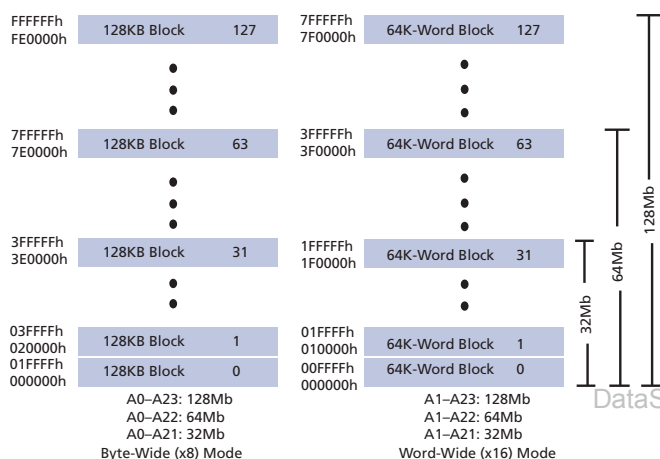 FFFFFFh
FE0000h
128KB Block 127
7FFFFFh
7E0000h
128KB Block 63
3FFFFFh
3E0000h
128KB Block 31
03FFFFh
020000h
128KB Block 1
01FFFFh
000000h
128KB Block 0
A0–A23: 128Mb
A0–A22: 64Mb
A0–A21: 32Mb
Byte-Wide (x8) Mode
7FFFFFh
7F0000h
64K-Word Block 127
3FFFFFh
3F0000h
64K-Word Block 63
1FFFFFh
1F0000h
64K-Word Block 31
01FFFFh
010000h
64K-Word Block 1
00FFFFh
000000h
64K-Word Block 0
A1–A23: 128Mb
A1–A22: 64Mb
A1–A21: 32Mb
Word-Wide (x16) Mode
32Mb
64Mb
128Mb
DataS